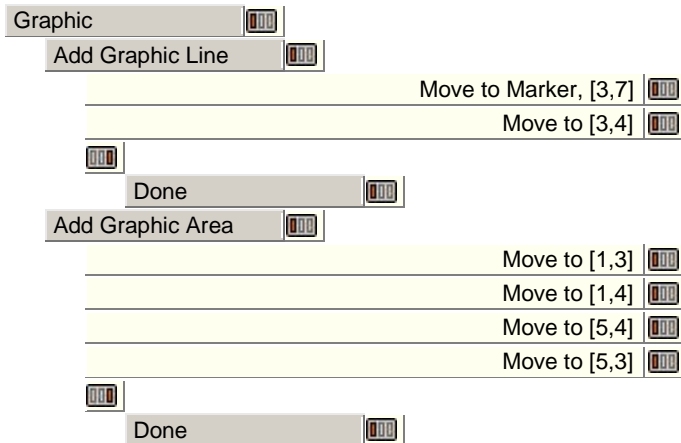 Graphic
Add Graphic Line
Move to Marker, [3,7]
Move to [3,4]
Done
Add Graphic Area
Move to [1,3]
Move to [1,4]
Move to [5,4]
Move to [5,3]
Done